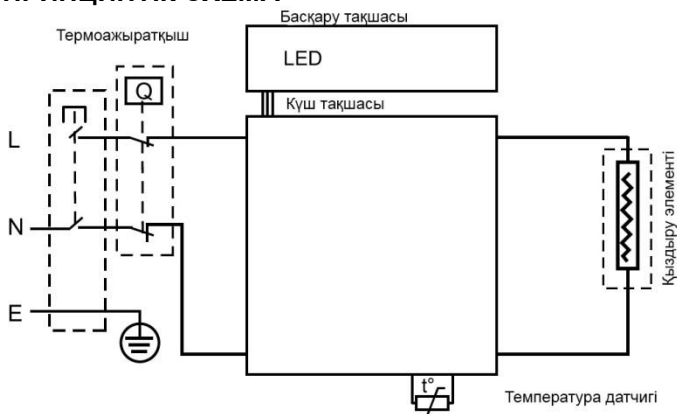 Басқару тақшасы
Термоажыратқыш
LED
Q
Күш тақшасы
L
N
E
Қыздыру элементі
t°
Температура датчигі